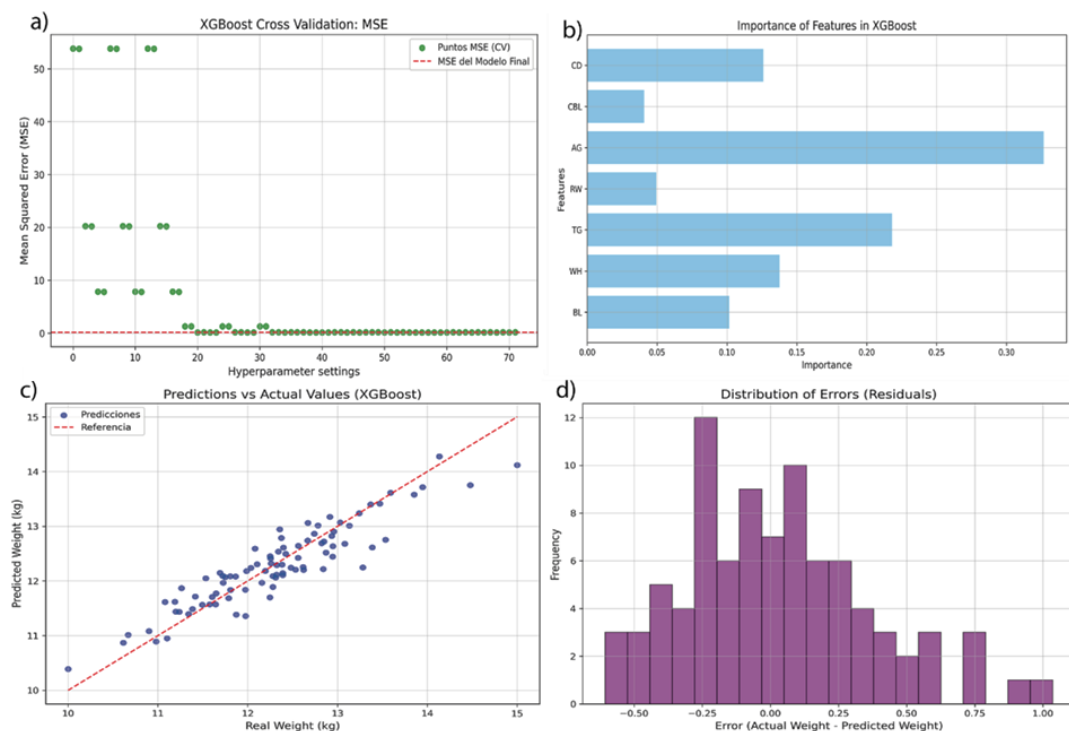 a)
XGBoost Cross Validation: MSE
Puntos MSE (CV)
MSE del Modelo Final
Mean Squared Error (MSE)
50
40
30
20
10
0
0 10 20 30 40 50 60 70
Hyperparameter settings
b)
Importance of Features in XGBoost
Features
CD
CBL
AG
RW
TG
WH
BL
0.00 0.05 0.10 0.15 0.20 0.25 0.30
Importance
c)
Predictions vs Actual Values (XGBoost)
Predicciones
Referencia
Predicted Weight (kg)
15
14
13
12
11
10
10 11 12 13 14 15
Real Weight (kg)
d)
Distribution of Errors (Residuals)
Frequency
12
10
8
6
4
2
0
−0.50 −0.25 0.00 0.25 0.50 0.75 1.00
Error (Actual Weight - Predicted Weight)